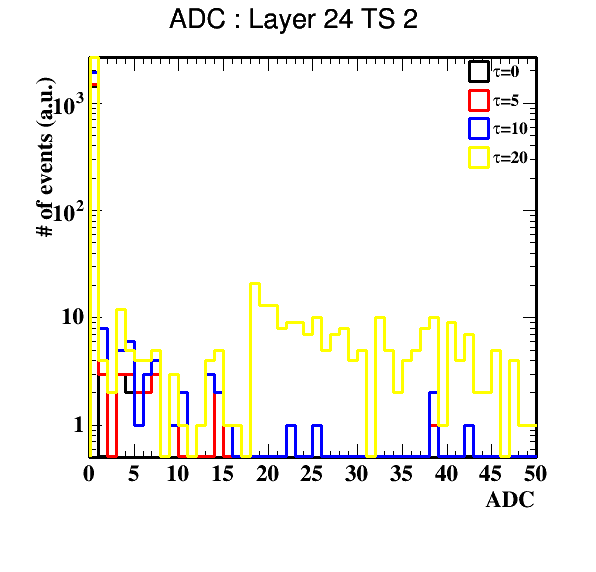 ADC : Layer 24 TS 2
# of events (a.u.)
10³
10²
10
1
τ=0
τ=5
τ=10
τ=20
0 5 10 15 20 25 30 35 40 45 50
ADC